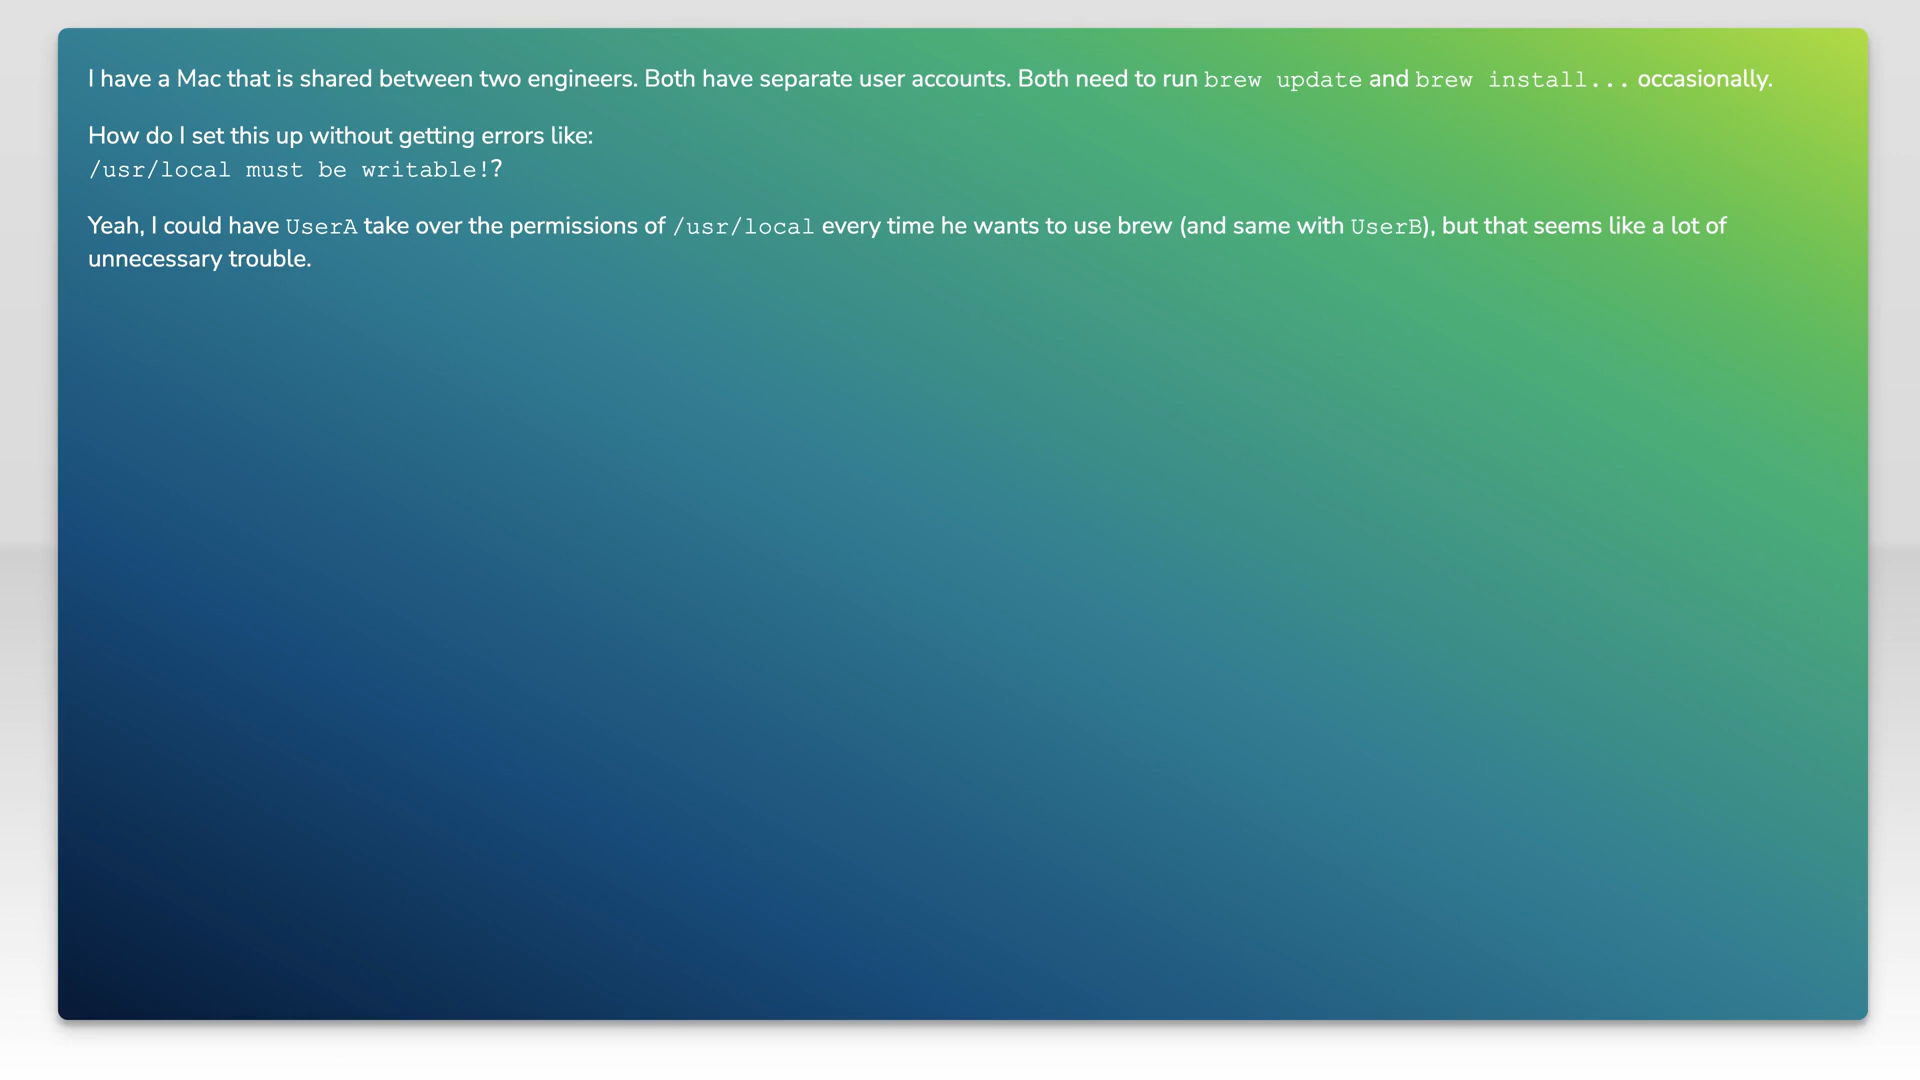 I have a Mac that is shared between two engineers. Both have separate user accounts. Both need to run brew update and brew install... occasionally.
How do I set this up without getting errors like:
/usr/local must be writable!?
Yeah, I could have UserA take over the permissions of /usr/local every time he wants to use brew (and same with UserB), but that seems like a lot of
unnecessary trouble.